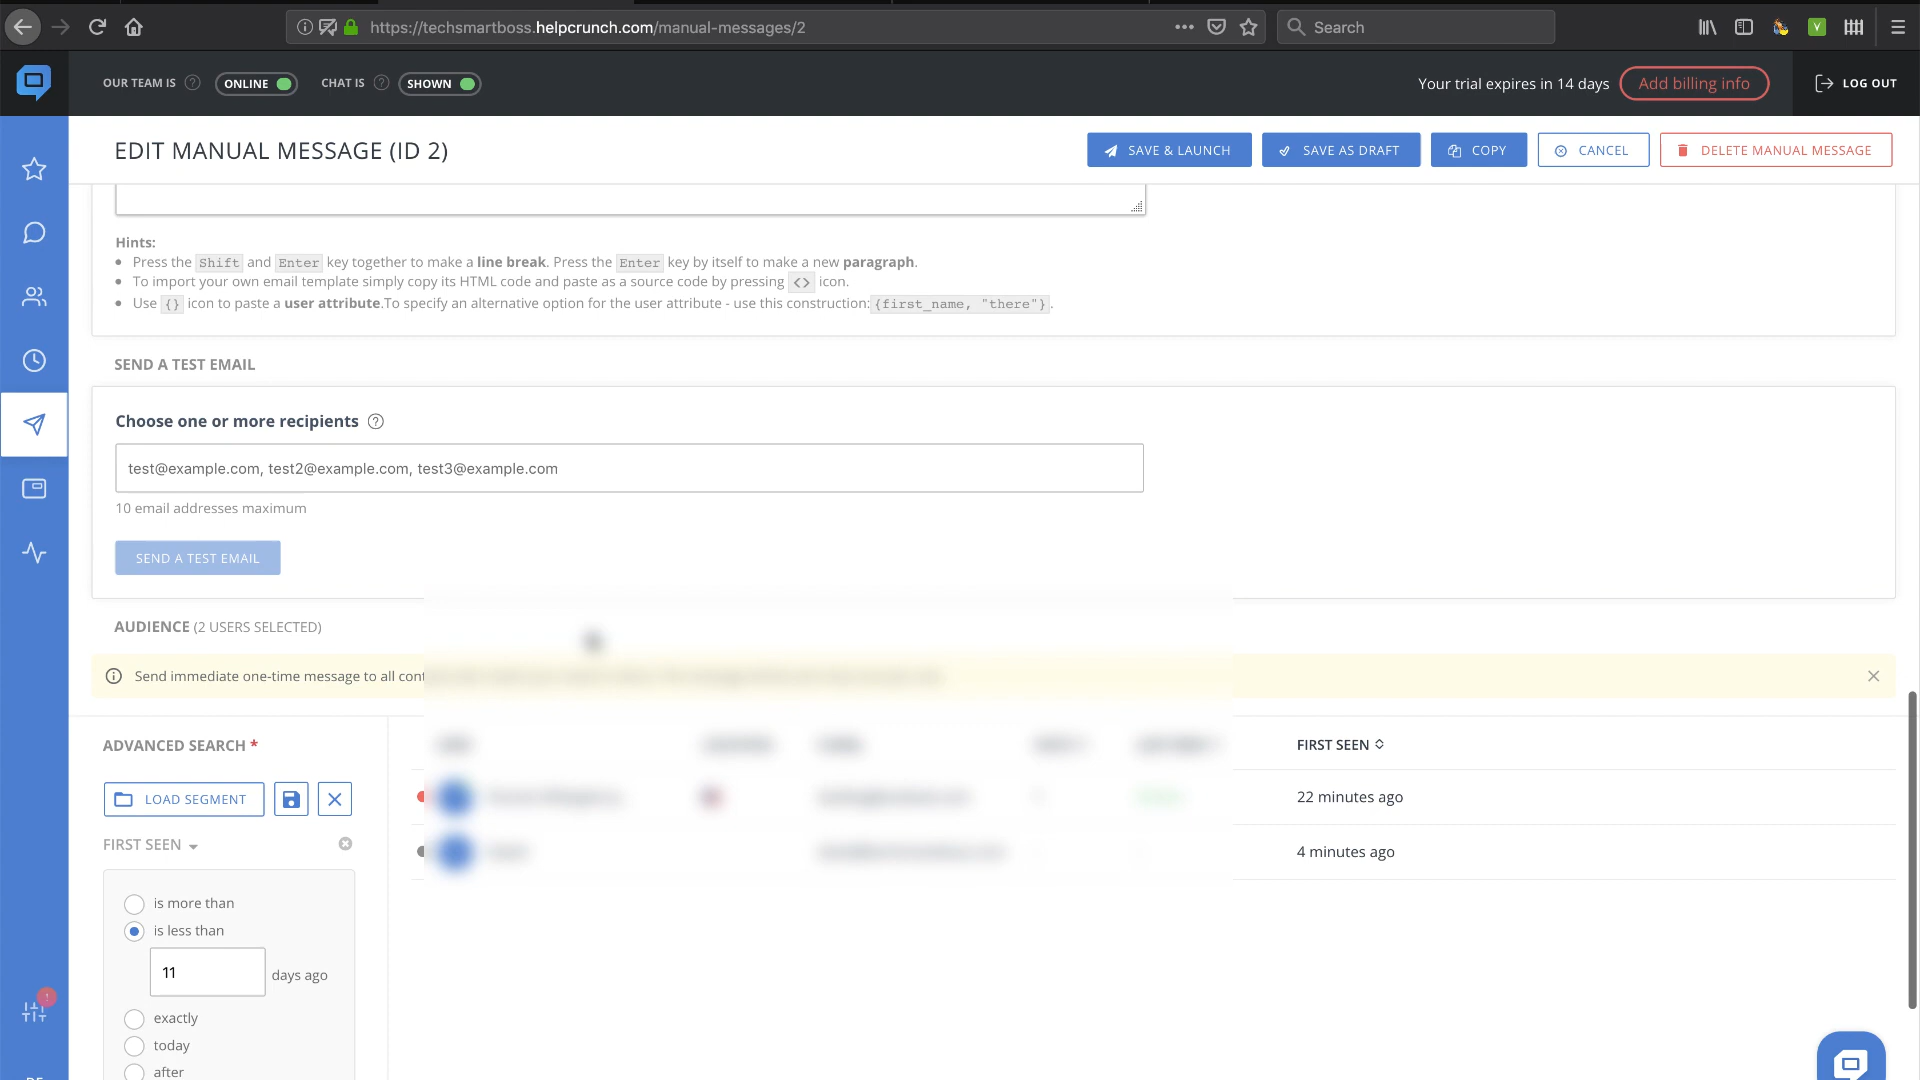 https://techsmartboss.helpcrunch.com/manual-messages/2
Search
OUR TEAM IS ? ONLINE CHAT IS ? SHOWN
Your trial expires in 14 days Add billing info LOG OUT
EDIT MANUAL MESSAGE (ID 2)
SAVE & LAUNCH SAVE AS DRAFT COPY CANCEL DELETE MANUAL MESSAGE
Hints:
Press the Shift and Enter key together to make a line break. Press the Enter key by itself to make a new paragraph.
To import your own email template simply copy its HTML code and paste as a source code by pressing <> icon.
Use {} icon to paste a user attribute.To specify an alternative option for the user attribute - use this construction: {first_name, "there"}.
SEND A TEST EMAIL
Choose one or more recipients ?
test@example.com, test2@example.com, test3@example.com
10 email addresses maximum
SEND A TEST EMAIL
AUDIENCE (2 USERS SELECTED)
Send immediate one-time message to all
ADVANCED SEARCH *
FIRST SEEN
LOAD SEGMENT
22 minutes ago
FIRST SEEN
4 minutes ago
is more than
is less than
11 days ago
exactly
today
after